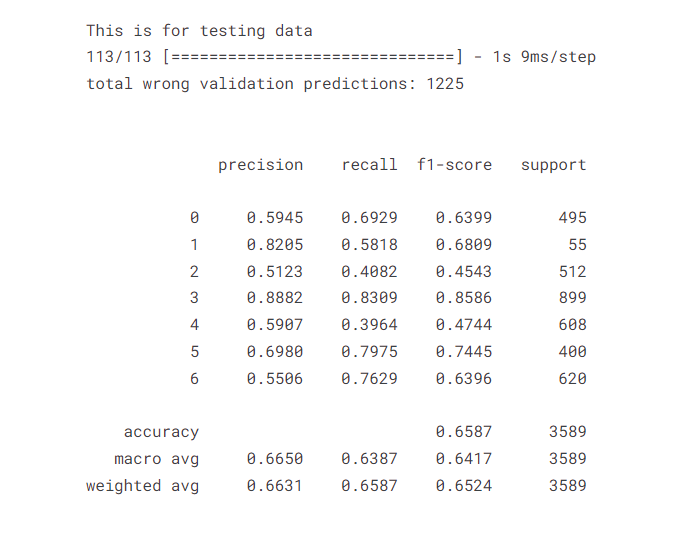 This is for testing data
113/113 [==============================] - 1s 9ms/step
total wrong validation predictions: 1225
precision recall f1-score support
0 0.5945 0.6929 0.6399 495
1 0.8205 0.5818 0.6809 55
2 0.5123 0.4082 0.4543 512
3 0.8882 0.8309 0.8586 899
4 0.5907 0.3964 0.4744 608
5 0.6980 0.7975 0.7445 400
6 0.5506 0.7629 0.6396 620
accuracy 0.6587 3589
macro avg 0.6650 0.6387 0.6417 3589
weighted avg 0.6631 0.6587 0.6524 3589